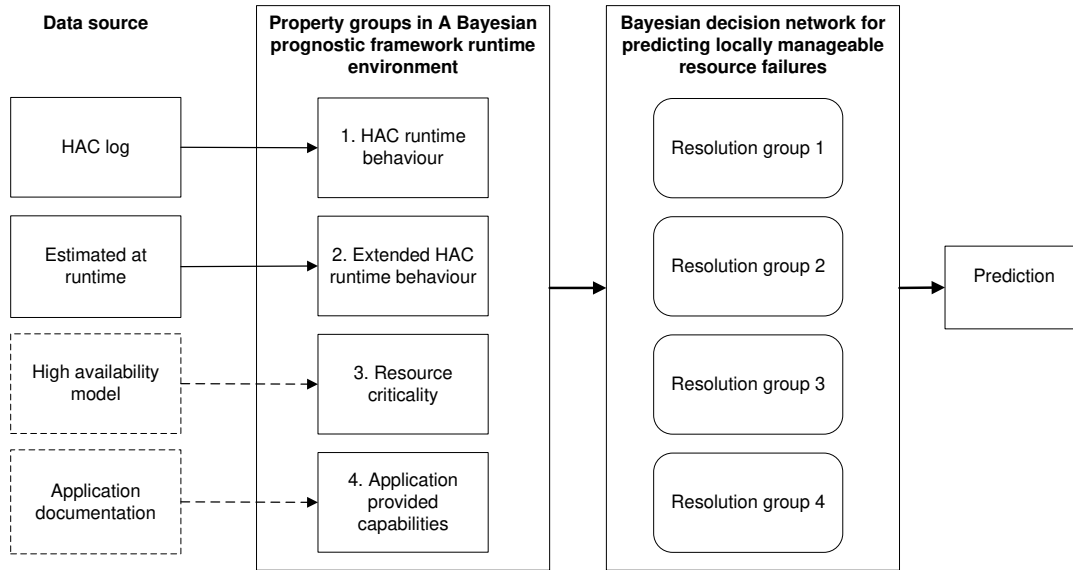 Data source
Property groups in A Bayesian
prognostic framework runtime
environment
Bayesian decision network for
predicting locally manageable
resource failures
HAC log
1. HAC runtime
behaviour
Resolution group 1
Estimated at
runtime
2. Extended HAC
runtime behaviour
Resolution group 2
Prediction
High availability
model
3. Resource
criticality
Resolution group 3
Application
documentation
4. Application
provided
capabilities
Resolution group 4